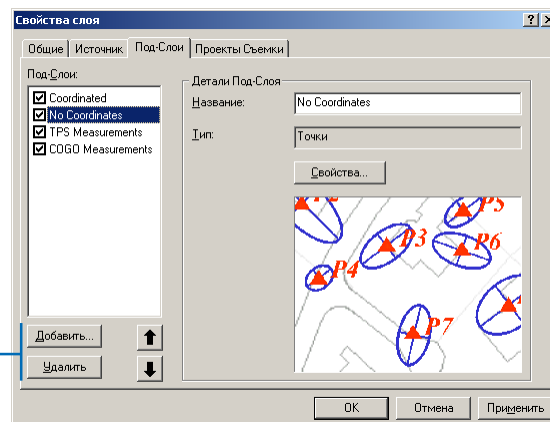 Свойства слоя
Общие Источник Под-Слои Проекты Съемки
Под-Слои:
Coordinated
No Coordinates
TPS Measurements
COGO Measurements
Добавить...
Удалить
Детали Под-Слоя
Название: No Coordinates
Тип: Точки
Свойства...
P5
P3
P6
P4
P7
OK Отмена Применить